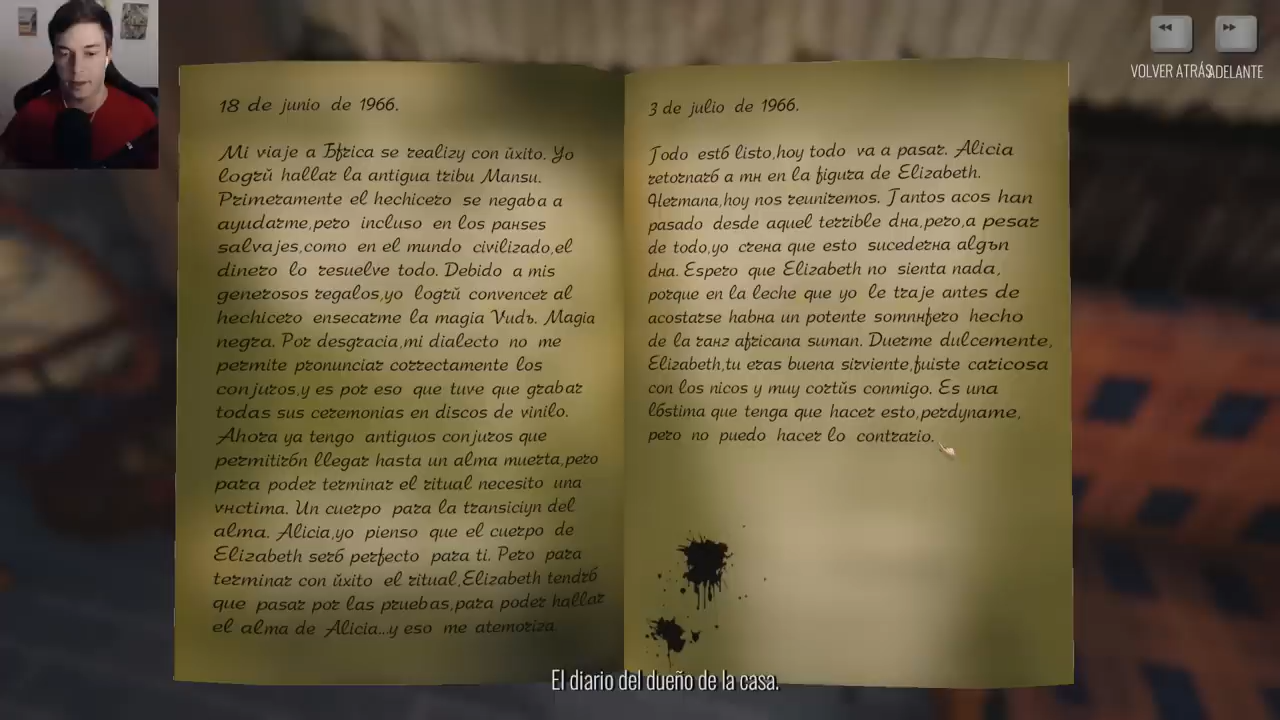 VOLVER ATRÁS
ADELANTE
18 de junio de 1966.
Mi viaje a Ђfrica se realizy con ŭxito. Yo
logrŭ hallar la antigua tribu Mansu.
Primeramente el hechicero se negaba a
ayudarme,pero incluso en los panses
salvajes,como en el mundo civilizado,el
dinero lo resuelve todo. Debido a mis
generosos regalos,yo logrŭ convencer al
hechicero ensecarme la magia Vudъ. Magia
negra. Por desgracia,mi dialecto no me
permite pronunciar correctamente los
conjuros,y es por eso que tuve que grabar
todas sus ceremonias en discos de vinilo.
Ahora ya tengo antiguos conjuros que
permitirбn llegar hasta un alma muerta,pero
para poder terminar el ritual necesito una
vнctima. Un cuerpo para la transiciyn del
alma. Alicia,yo pienso que el cuerpo de
Elizabeth serб perfecto para ti. Pero para
terminar con ŭxito el ritual,Elizabeth tendrб
que pasar por las pruebas,para poder hallar
el alma de Alicia...y eso me atemoriza.
3 de julio de 1966.
Todo estб listo,hoy todo va a pasar. Alicia
retornarб a mн en la figura de Elizabeth.
Hermana,hoy nos reuniremos. Tantos acos han
pasado desde aquel terrible dнa,pero,a pesar
de todo,yo creнa que esto sucederнa algъn
dнa. Espero que Elizabeth no sienta nada,
porque en la leche que yo le traje antes de
acostarse habнa un potente somnнfero hecho
de la raнz africana suman. Duerme dulcemente,
Elizabeth,tu eras buena sirviente,fuiste caricosa
con los nicos y muy cortŭs conmigo. Es una
lбstima que tenga que hacer esto,perdyname,
pero no puedo hacer lo contrario.
El diario del dueño de la casa.